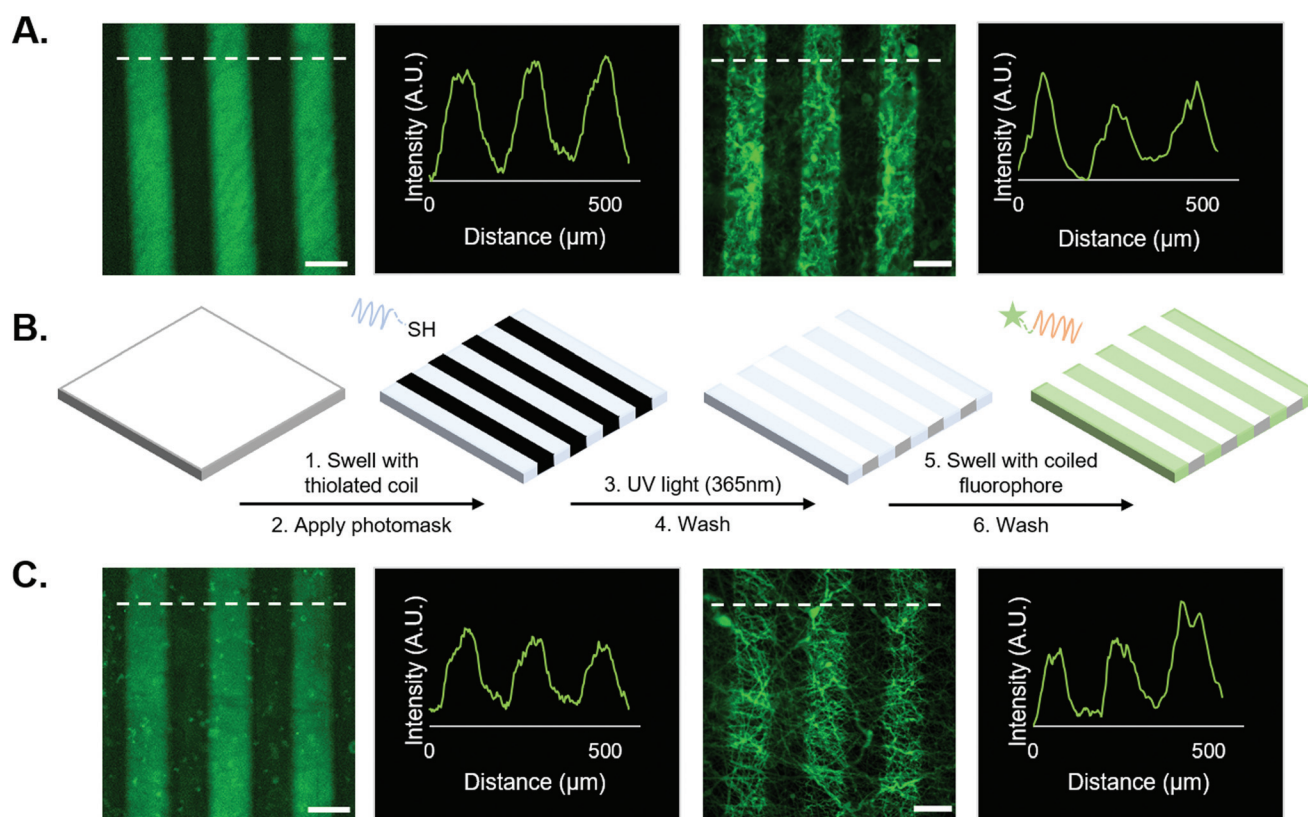 A.
Intensity (A.U.)
0
500
Distance (µm)
Intensity (A.U.)
0
500
Distance (µm)
B.
SH
1. Swell with
thiolated coil
2. Apply photomask
3. UV light (365nm)
4. Wash
5. Swell with coiled
fluorophore
6. Wash
C.
Intensity (A.U.)
0
500
Distance (µm)
Intensity (A.U.)
0
500
Distance (µm)